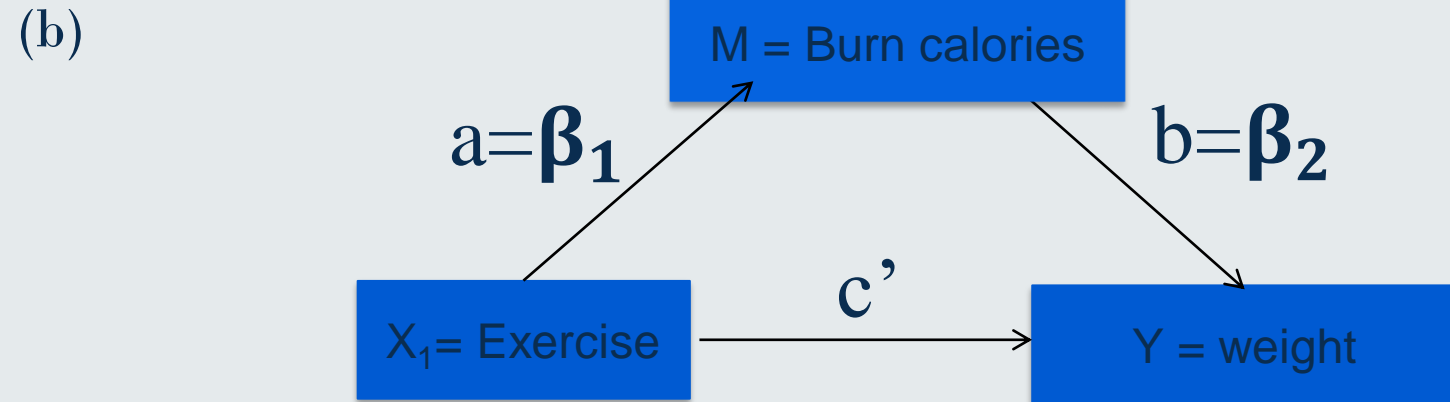 (b)
M = Burn calories
a=β₁
b=β₂
c’
X₁= Exercise
Y = weight